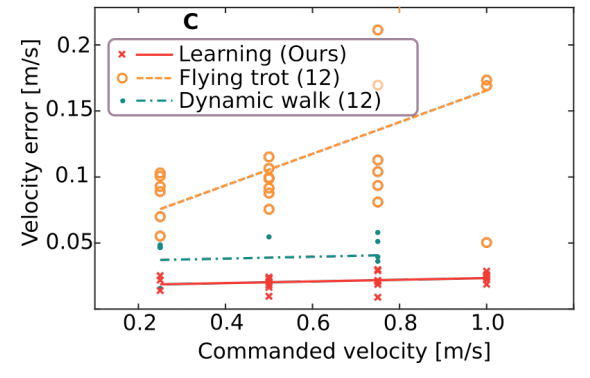 C
Learning (Ours)
Flying trot (12)
Dynamic walk (12)
Velocity error [m/s]
0.2
0.15
0.1
0.05
0.2
0.4
0.6
0.8
1.0
Commanded velocity [m/s]